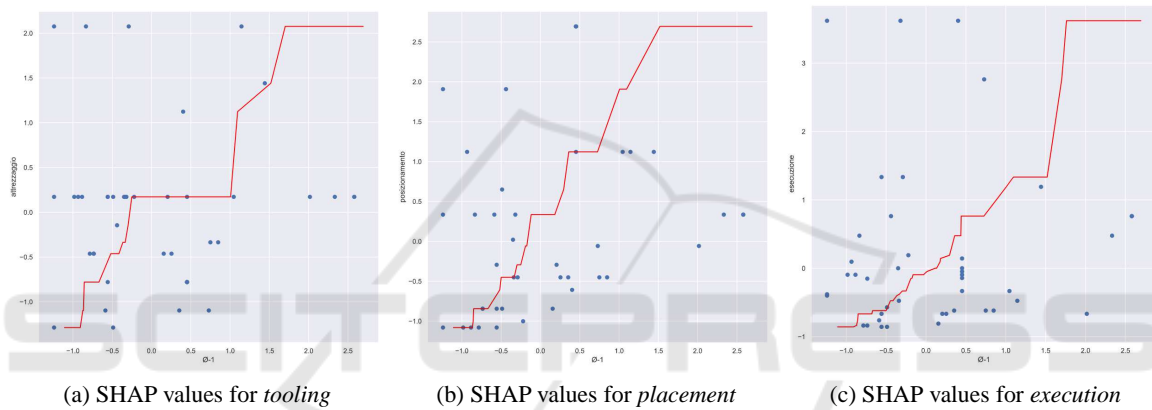 2.0
1.5
1.0
0.5
0.0
−0.5
−1.0
attrezzaggio
−1.0 −0.5 0.0 0.5 1.0 1.5 2.0 2.5
Ø-1
(a) SHAP values for tooling
2.5
2.0
1.5
1.0
0.5
0.0
−0.5
−1.0
posizionamento
−1.0 −0.5 0.0 0.5 1.0 1.5 2.0 2.5
Ø-1
(b) SHAP values for placement
3
2
1
0
−1
esecuzione
−1.0 −0.5 0.0 0.5 1.0 1.5 2.0 2.5
Ø-1
(c) SHAP values for execution
SCITEPRESS